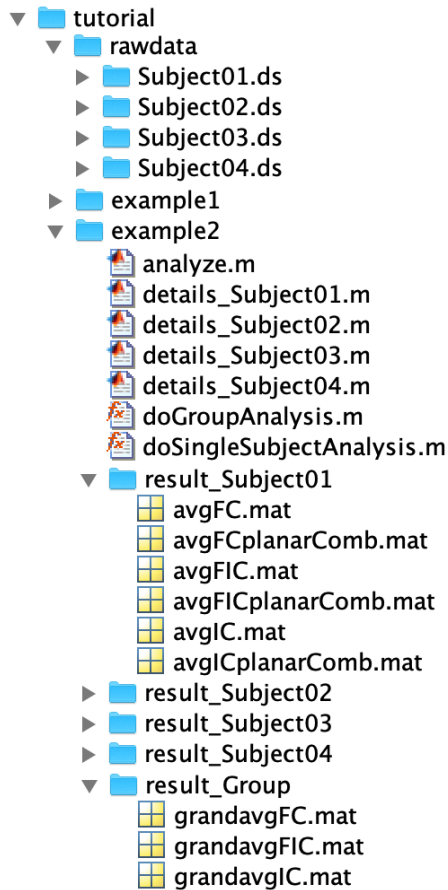 tutorial
rawdata
Subject01.ds
Subject02.ds
Subject03.ds
Subject04.ds
example1
example2
analyze.m
details_Subject01.m
details_Subject02.m
details_Subject03.m
details_Subject04.m
doGroupAnalysis.m
doSingleSubjectAnalysis.m
result_Subject01
avgFC.mat
avgFCplanarComb.mat
avgFIC.mat
avgFICplanarComb.mat
avgIC.mat
avgICplanarComb.mat
result_Subject02
result_Subject03
result_Subject04
result_Group
grandavgFC.mat
grandavgFIC.mat
grandavgIC.mat